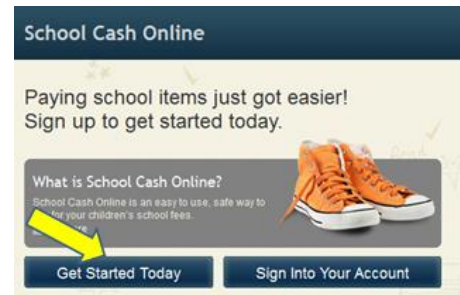 School Cash Online
Paying school items just got easier!
Sign up to get started today.
What is School Cash Online?
School Cash Online is an easy to use, safe way to
for your children's school fees.
Get Started Today
Sign Into Your Account